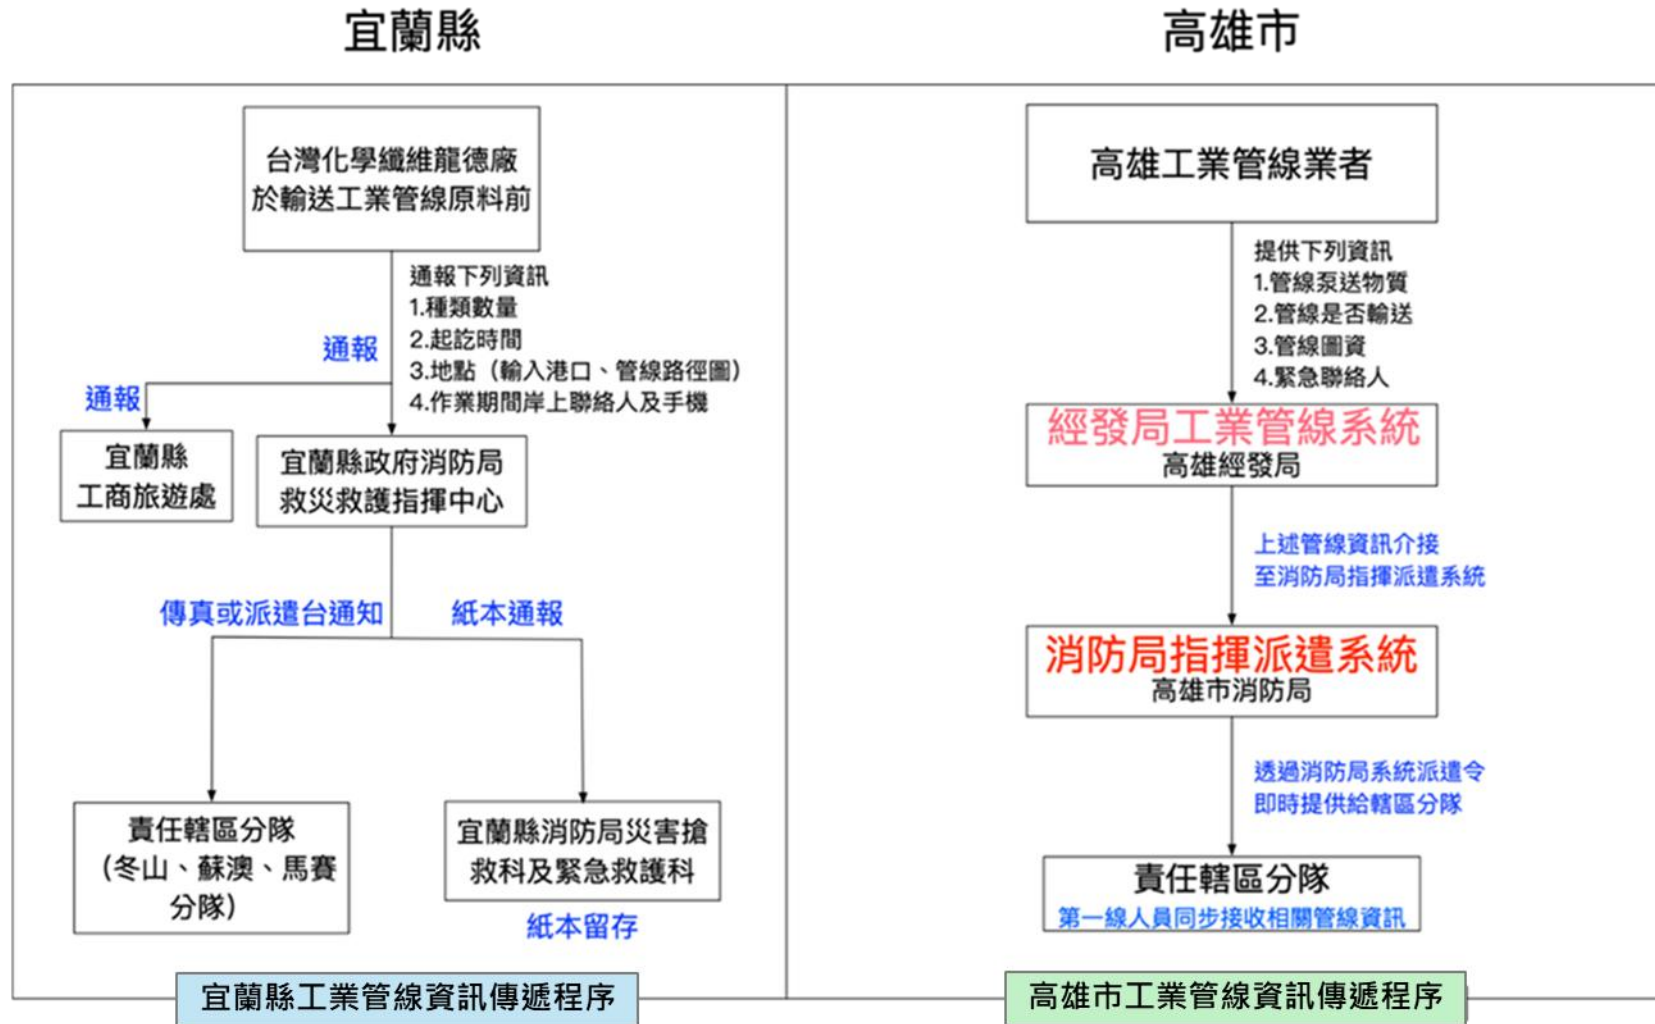 宜蘭縣
台灣化學纖維龍德廠
於輸送工業管線原料前
通報下列資訊
1.種類數量
2.起訖時間
3.地點（輸入港口、管線路徑圖）
4.作業期間岸上聯絡人及手機
通報
通報
宜蘭縣
工商旅遊處
宜蘭縣政府消防局
救災救護指揮中心
傳真或派遣台通知
紙本通報
責任轄區分隊
（冬山、蘇澳、馬賽
分隊）
宜蘭縣消防局災害搶
救科及緊急救護科
紙本留存
宜蘭縣工業管線資訊傳遞程序
高雄市
高雄工業管線業者
提供下列資訊
1.管線泵送物質
2.管線是否輸送
3.管線圖資
4.緊急聯絡人
經發局工業管線系統
高雄經發局
上述管線資訊介接
至消防局指揮派遣系統
消防局指揮派遣系統
高雄市消防局
透過消防局系統派遣令
即時提供給轄區分隊
責任轄區分隊
第一線人員同步接收相關管線資訊
高雄市工業管線資訊傳遞程序